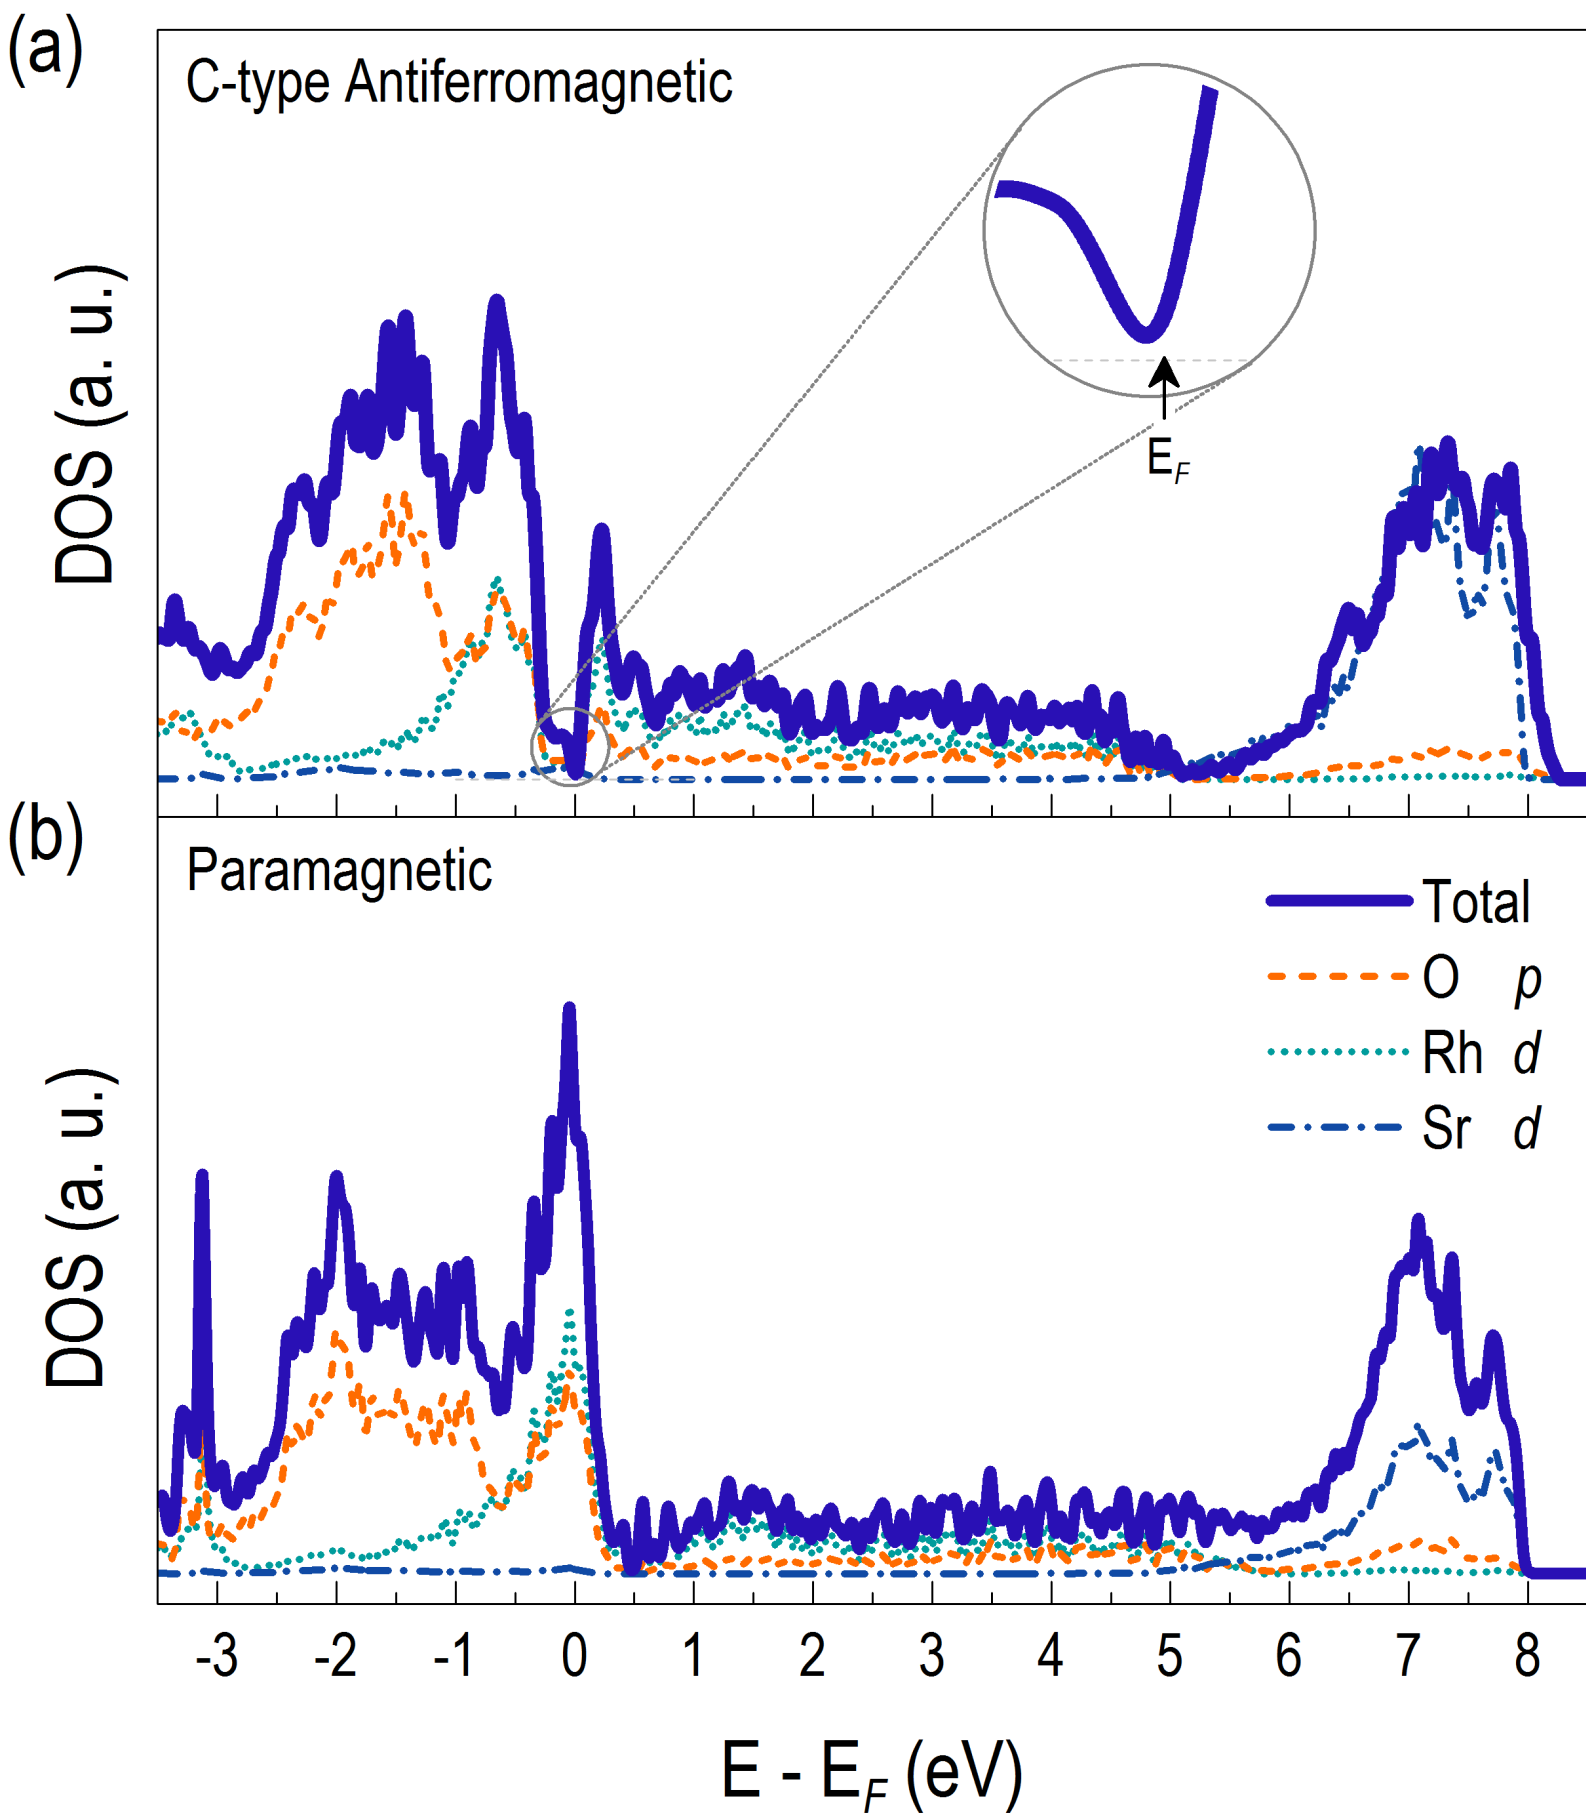 (a)
C-type Antiferromagnetic
E_F
DOS (a. u.)
(b)
Paramagnetic
Total
O p
Rh d
Sr d
DOS (a. u.)
-3 -2 -1 0 1 2 3 4 5 6 7 8
E - E_F (eV)